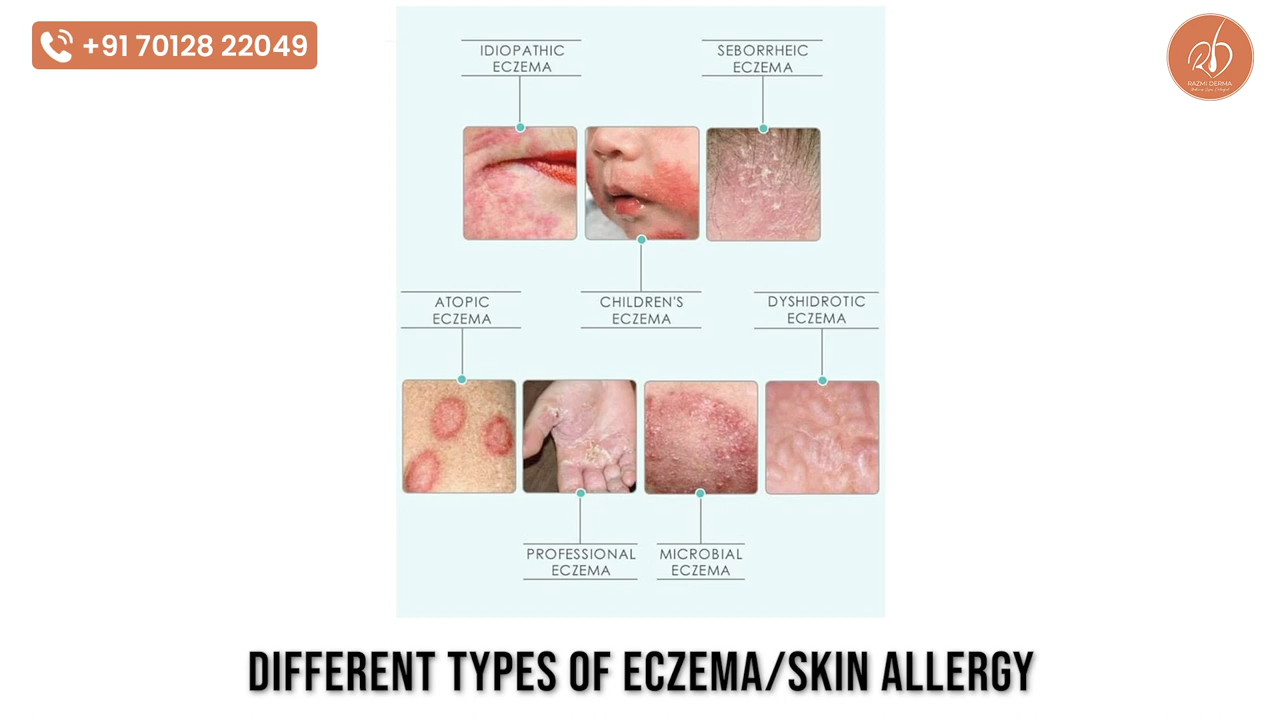 +91 70128 22049
IDIOPATHIC
ECZEMA
SEBORRHEIC
ECZEMA
RAZMI DERMA
ATOPIC
ECZEMA
CHILDREN'S
ECZEMA
DYSHIDROTIC
ECZEMA
PROFESSIONAL
ECZEMA
MICROBIAL
ECZEMA
DIFFERENT TYPES OF ECZEMA/SKIN ALLERGY